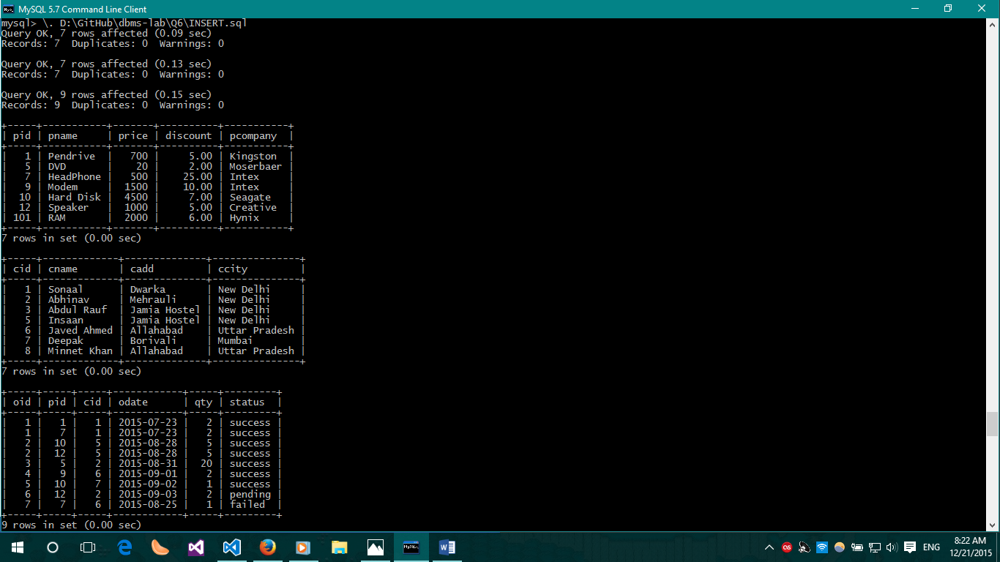 MySQL 5.7 Command Line Client
mysql> \. D:\GitHub\dbms-lab\Q6\INSERT.sql
Query OK, 7 rows affected (0.09 sec)
Records: 7  Duplicates: 0  Warnings: 0
Query OK, 7 rows affected (0.13 sec)
Records: 7  Duplicates: 0  Warnings: 0
Query OK, 9 rows affected (0.15 sec)
Records: 9  Duplicates: 0  Warnings: 0
+-----+-----------+-------+----------+-----------+
| pid | pname     | price | discount | pcompany  |
+-----+-----------+-------+----------+-----------+
|   1 | Pendrive  |   700 |     5.00 | Kingston  |
|   5 | DVD       |    20 |     2.00 | Moserbaer |
|   7 | HeadPhone |   500 |    25.00 | Intex     |
|   9 | Modem     |  1500 |    10.00 | Intex     |
|  10 | Hard Disk |  4500 |     7.00 | Seagate   |
|  12 | Speaker   |  1000 |     5.00 | Creative  |
| 101 | RAM       |  2000 |     6.00 | Hynix     |
+-----+-----------+-------+----------+-----------+
7 rows in set (0.00 sec)
+-----+-------------+--------------+---------------+
| cid | cname       | cadd         | ccity         |
+-----+-------------+--------------+---------------+
|   1 | Sonaal      | Dwarka       | New Delhi     |
|   2 | Abhinav     | Mehrauli     | New Delhi     |
|   3 | Abdul Rauf  | Jamia Hostel | New Delhi     |
|   5 | Insaan      | Jamia Hostel | New Delhi     |
|   6 | Javed Ahmed | Allahabad    | Uttar Pradesh |
|   7 | Deepak      | Borivali     | Mumbai        |
|   8 | Minnet Khan | Allahabad    | Uttar Pradesh |
+-----+-------------+--------------+---------------+
7 rows in set (0.00 sec)
+-----+-----+-----+------------+-----+---------+
| oid | pid | cid | odate      | qty | status  |
+-----+-----+-----+------------+-----+---------+
|   1 |   1 |   1 | 2015-07-23 |   2 | success |
|   1 |   7 |   1 | 2015-07-23 |   2 | success |
|   2 |  10 |   5 | 2015-08-28 |   5 | success |
|   2 |  12 |   5 | 2015-08-28 |   5 | success |
|   3 |   5 |   2 | 2015-08-31 |  20 | success |
|   4 |   9 |   6 | 2015-09-01 |   2 | success |
|   5 |  10 |   7 | 2015-09-02 |   1 | success |
|   6 |  12 |   2 | 2015-09-03 |   2 | pending |
|   7 |   7 |   6 | 2015-08-25 |   1 | failed  |
+-----+-----+-----+------------+-----+---------+
9 rows in set (0.00 sec)
ENG
8:22 AM
12/21/2015